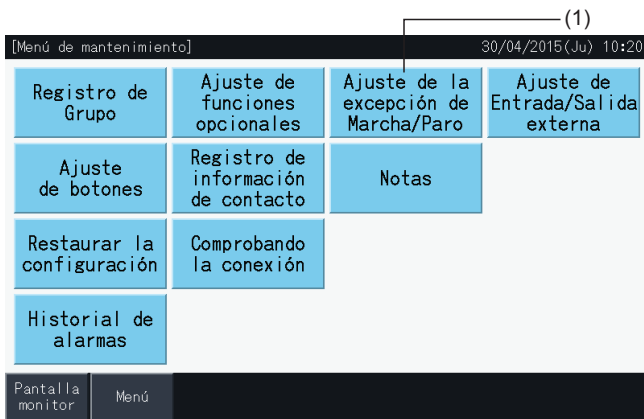 (1)
[Menú de mantenimiento] 30/04/2015(Ju) 10:20
Registro de
Grupo
Ajuste de
funciones
opcionales
Ajuste de la
excepción de
Marcha/Paro
Ajuste de
Entrada/Salida
externa
Ajuste
de botones
Registro de
información
de contacto
Notas
Restaurar la
configuración
Comprobando
la conexión
Historial de
alarmas
Pantalla
monitor
Menú